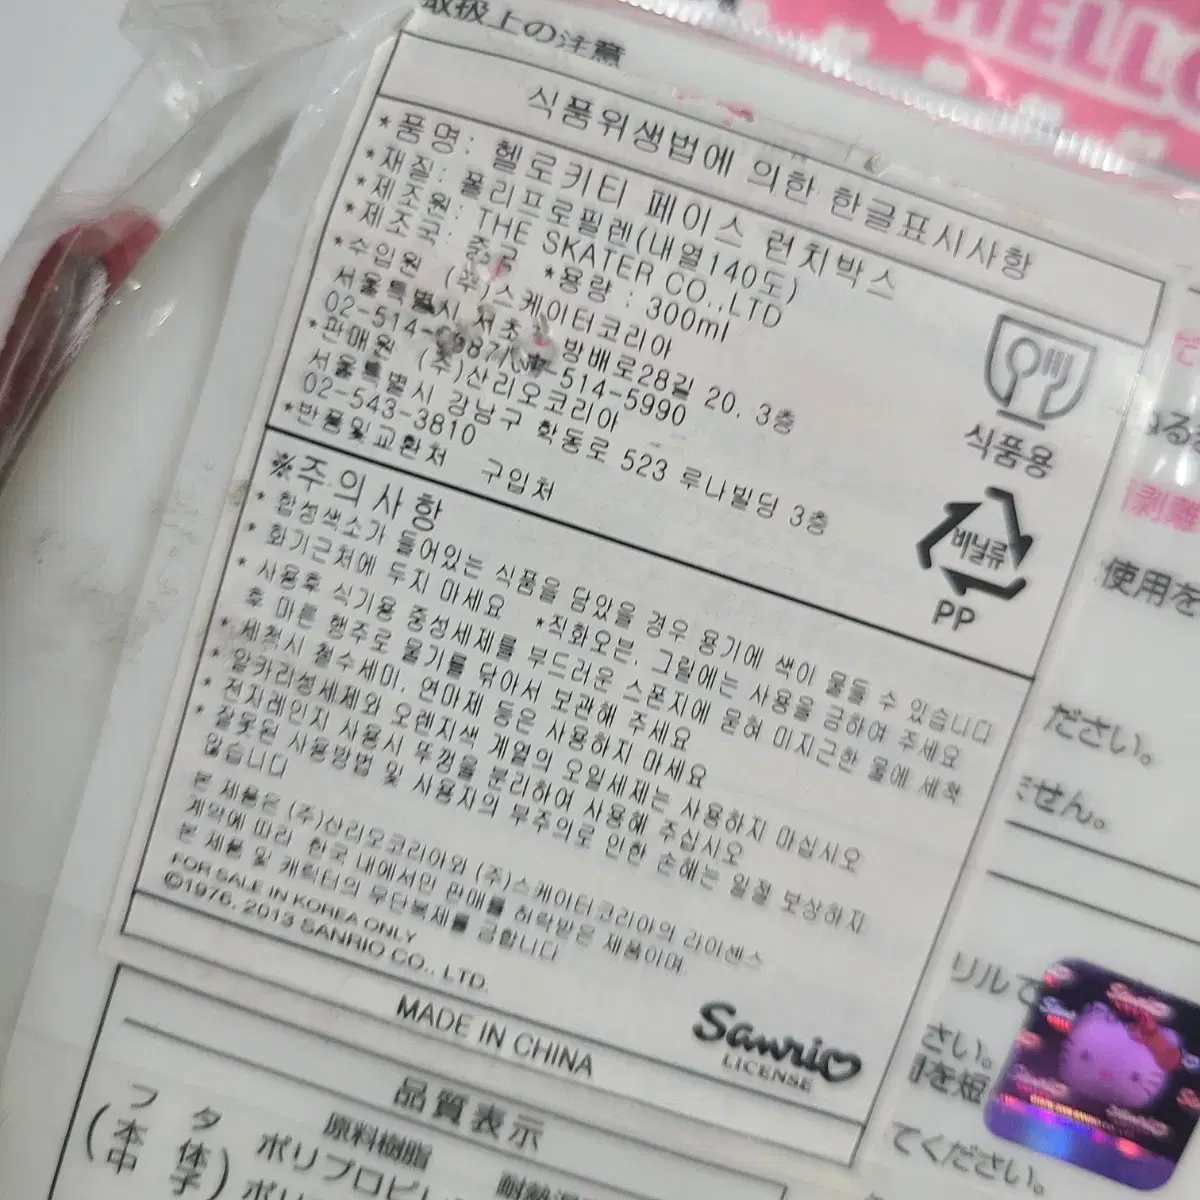 取扱上の注意
HELLO
식품위생법에 의한 한글표시사항
*품명: 헬로키티 페이스 런치박스
*재질: 폴리프로필렌(내열140도)
*제조원: THE SKATER CO.,LTD
*제조국: 중국 *용량 : 300ml
*수입원 (주)스케이터코리아
서울특별시 서초 방배로28길 20. 3층
02-514- 987/ 514-5990
*판매원 (주)산리오코리아
서울특별시 강남구 학동로 523 루나빌딩 3층
02-543-3810
*반품및교환처 구입처
식품용
비닐류
PP
※주의사항
* 합성색소가 들어있는 식품을 담았을 경우 용기에 색이 물들 수 있습니다
* 화기근처에 두지 마세요 *직화오븐, 그릴에는 사용을 금하여 주세요
* 사용후 식기용 중성세제를 부드러운 스폰지에 묻혀 미지근한 물에 세척
후 마른 행주로 물기를 닦아서 보관해 주세요
* 세척시 철수세미, 연마제 등은 사용하지 마세요
* 알카리성세제와 오렌지색 계열의 오일세제는 사용하지 마십시오
* 전자레인지 사용시 뚜껑을 분리하여 사용해 주십시오
* 잘못된 사용방법 및 사용자의 부주의로 인한 손해는 일절 보상하지
않습니다
본 제품은 (주)산리오코리아와 (주)스케이터코리아의 라이센스
계약에 따라 한국 내에서만 판매를 허락받은 제품이며
본 제품 및 캐릭터의 무단복제를 금합니다
FOR SALE IN KOREA ONLY
©1976, 2013 SANRIO CO., LTD.
Sanrio
LICENSE
MADE IN CHINA
品質表示
原料樹脂
フタ
ポリプロピレ
(本体
中子)
使用を
ださい。
せん。
リルで
さい。
を短
てください。
剥離